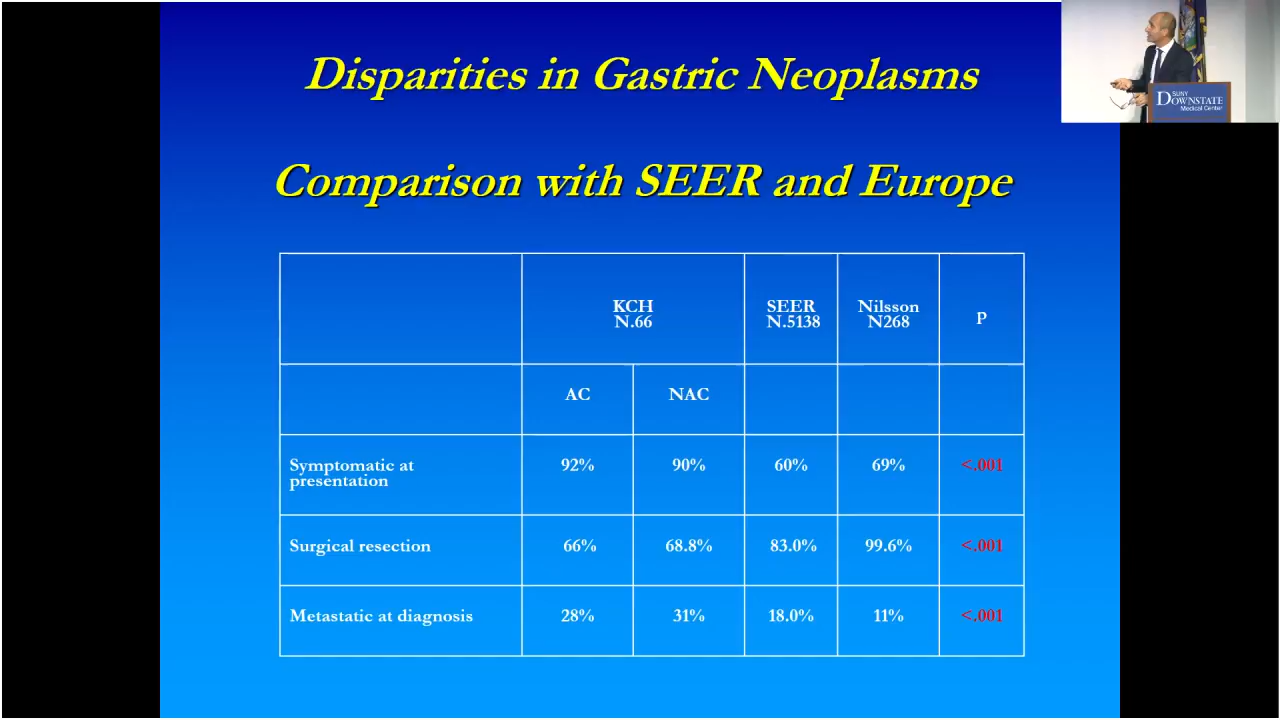 Disparities in Gastric Neoplasms
Comparison with SEER and Europe
SUNY
DOWNSTATE
Medical Center
KCH
N.66
SEER
N.5138
Nilsson
N268
P
AC
NAC
Symptomatic at
presentation
92%
90%
60%
69%
<.001
Surgical resection
66%
68.8%
83.0%
99.6%
<.001
Metastatic at diagnosis
28%
31%
18.0%
11%
<.001